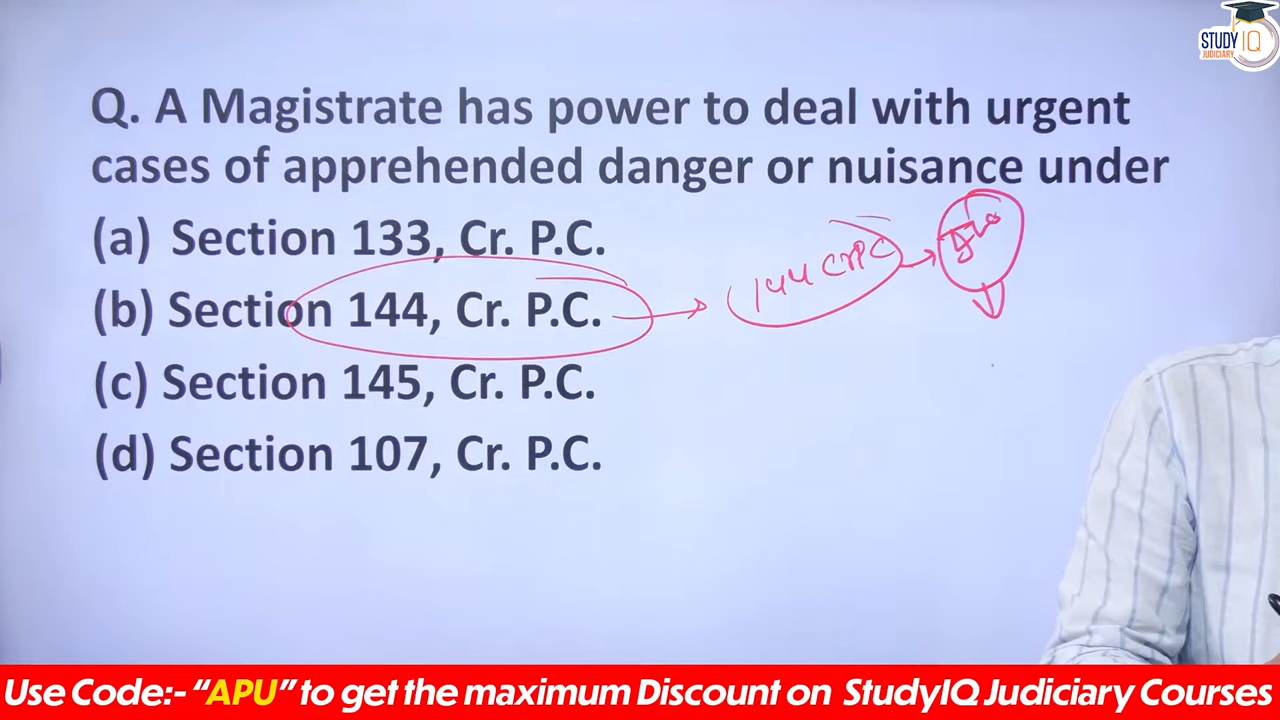 STUDY IQ
JUDICIARY
Q. A Magistrate has power to deal with urgent
cases of apprehended danger or nuisance under
(a) Section 133, Cr. P.C.
(b) Section 144, Cr. P.C.
144 CrPC
(c) Section 145, Cr. P.C.
(d) Section 107, Cr. P.C.
Use Code:- “APU” to get the maximum Discount on StudyIQ Judiciary Courses